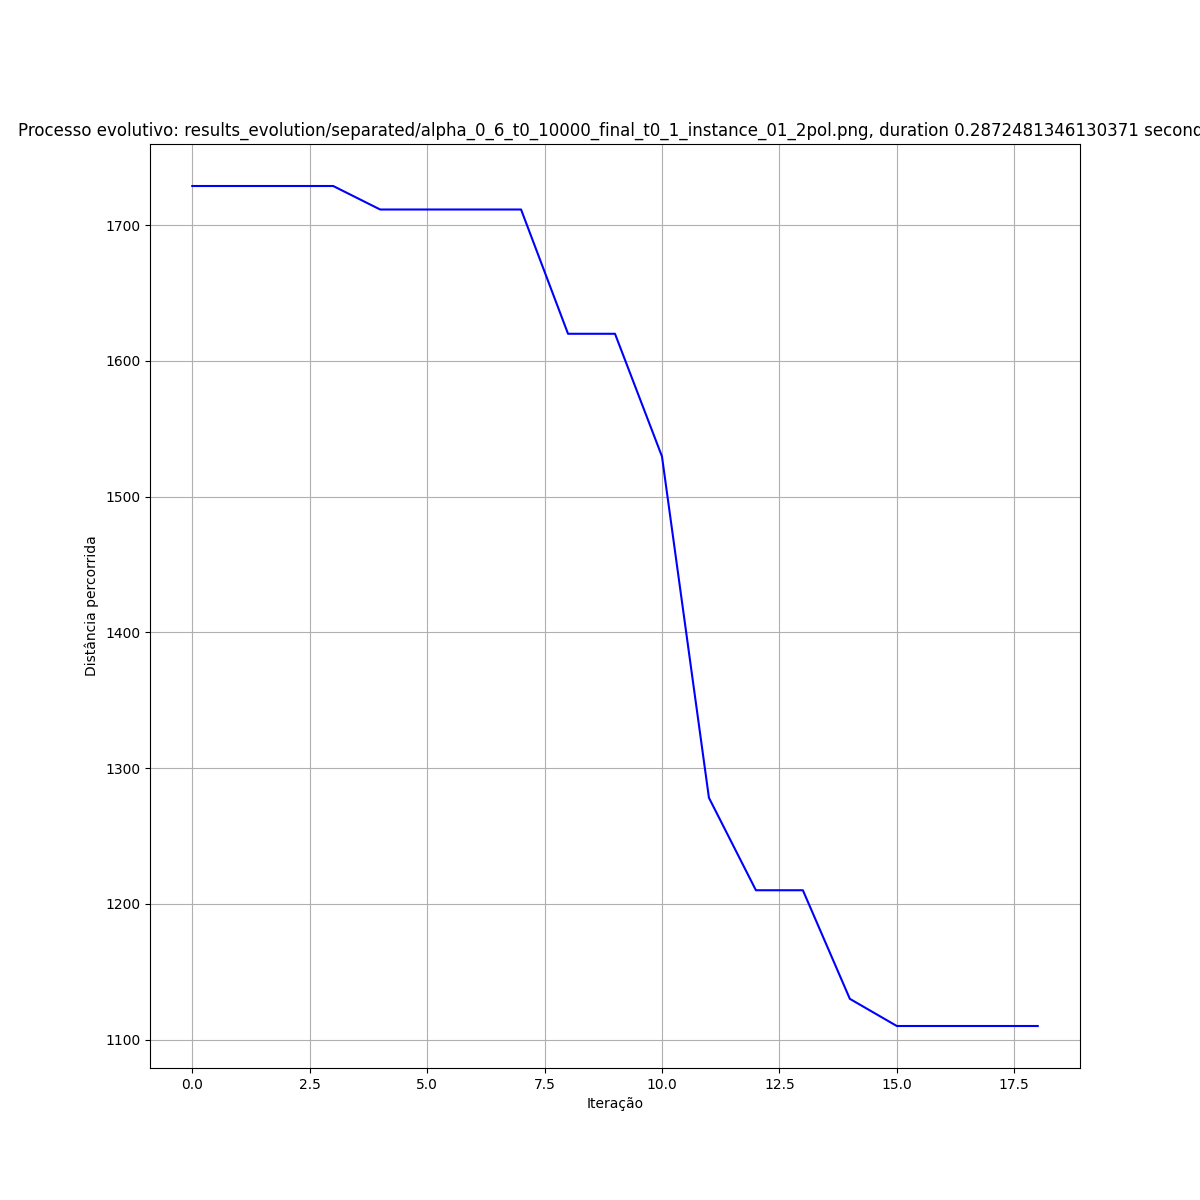 Processo evolutivo: results_evolution/separated/alpha_0_6_t0_10000_final_t0_1_instance_01_2pol.png, duration 0.2872481346130371 second
1700
1600
1500
1400
1300
1200
1100
Distância percorrida
0.0 2.5 5.0 7.5 10.0 12.5 15.0 17.5
Iteração